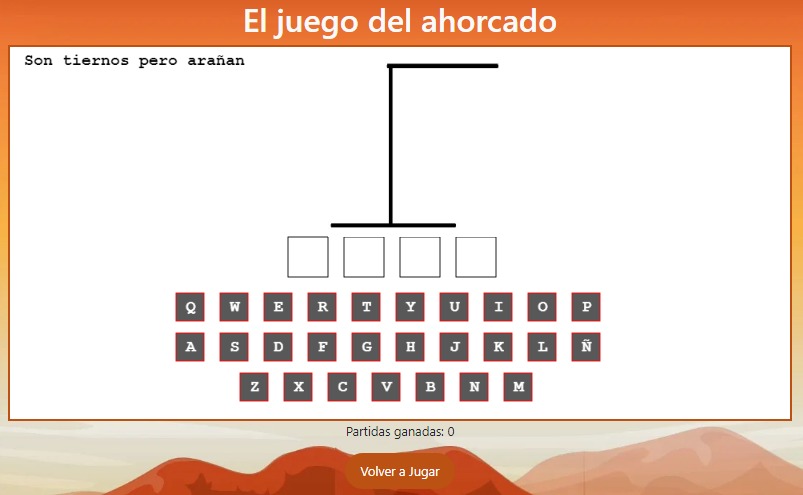 El juego del ahorcado
Son tiernos pero arañan
Q W E R T Y U I O P
A S D F G H J K L Ñ
Z X C V B N M
Partidas ganadas: 0
Volver a Jugar